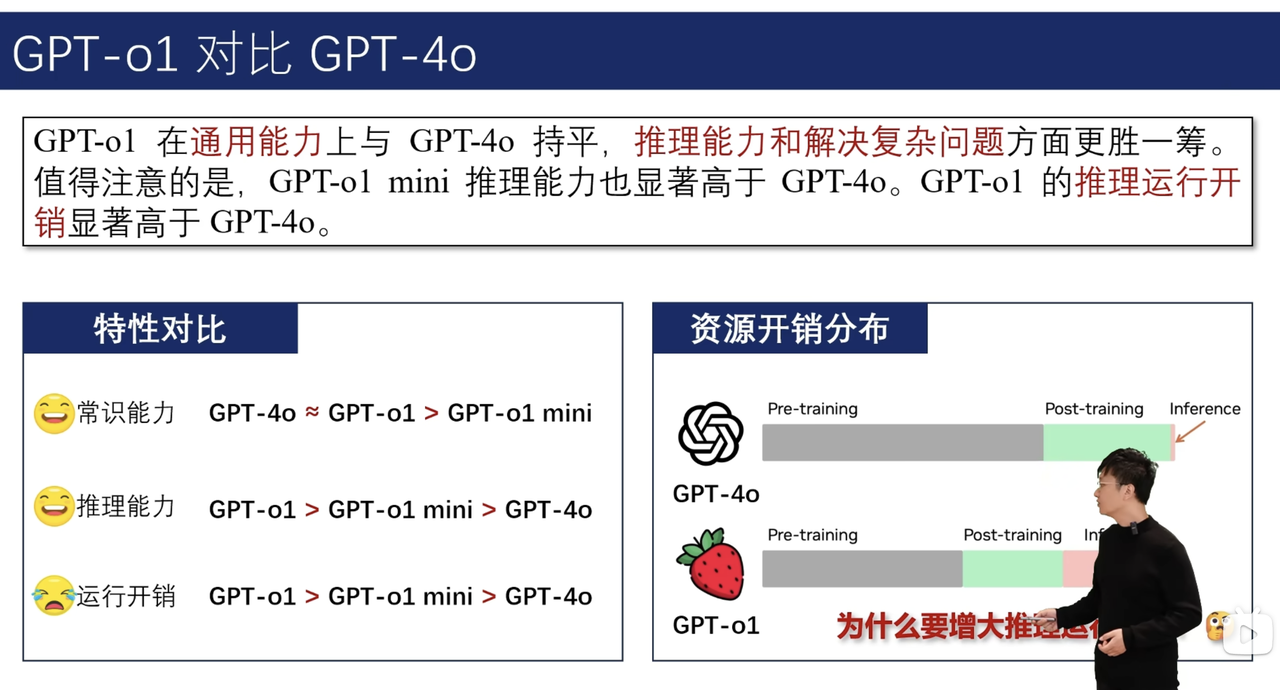 GPT-o1 对比 GPT-4o
GPT-o1 在通用能力上与 GPT-4o 持平，推理能力和解决复杂问题方面更胜一筹。
值得注意的是，GPT-o1 mini 推理能力也显著高于 GPT-4o。GPT-o1 的推理运行开
销显著高于 GPT-4o。
特性对比
常识能力 GPT-4o ≈ GPT-o1 > GPT-o1 mini
推理能力 GPT-o1 > GPT-o1 mini > GPT-4o
运行开销 GPT-o1 > GPT-o1 mini > GPT-4o
资源开销分布
Pre-training Post-training Inference
GPT-4o
Pre-training Post-training
GPT-o1
为什么要增大推理运